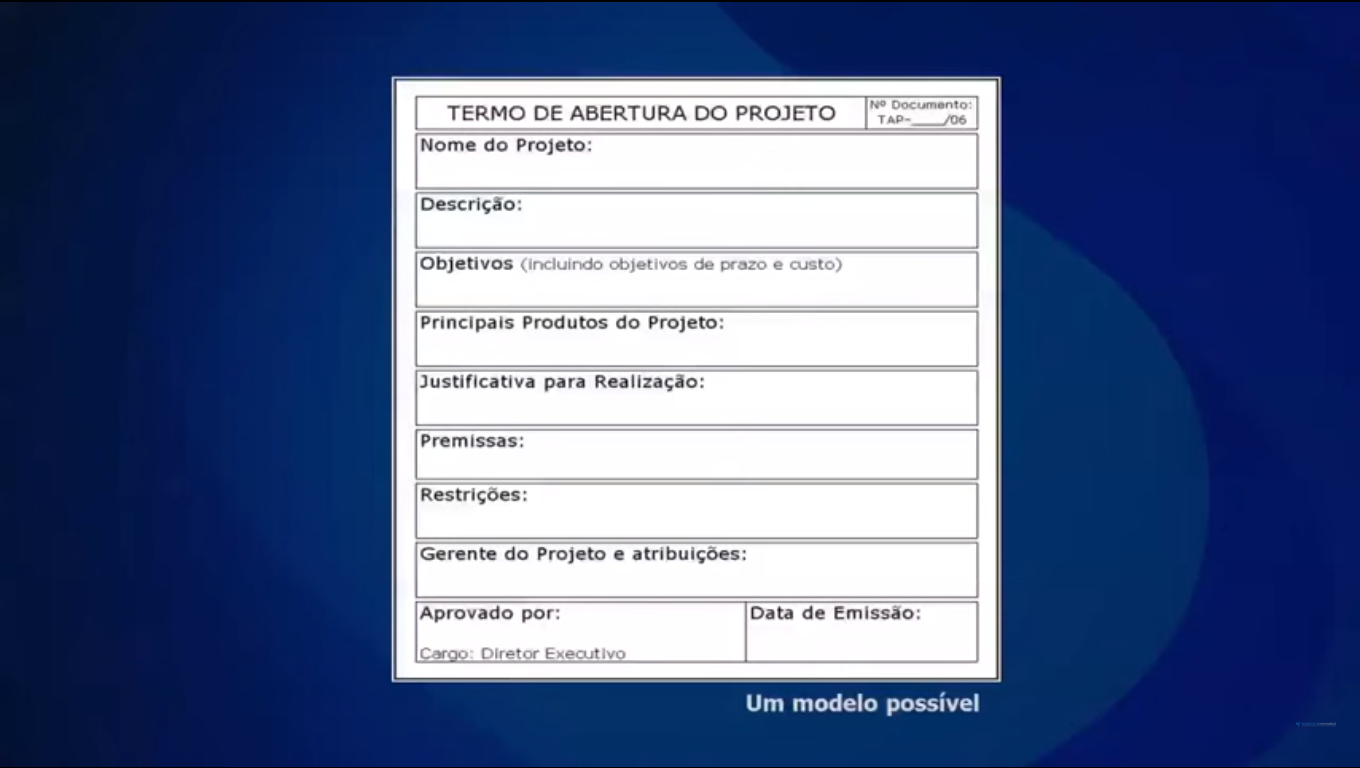 TERMO DE ABERTURA DO PROJETO
Nº Documento:
TAP-____/06
Nome do Projeto:
Descrição:
Objetivos (incluindo objetivos de prazo e custo)
Principais Produtos do Projeto:
Justificativa para Realização:
Premissas:
Restrições:
Gerente do Projeto e atribuições:
Aprovado por:
Data de Emissão:
Cargo: Diretor Executivo
Um modelo possível